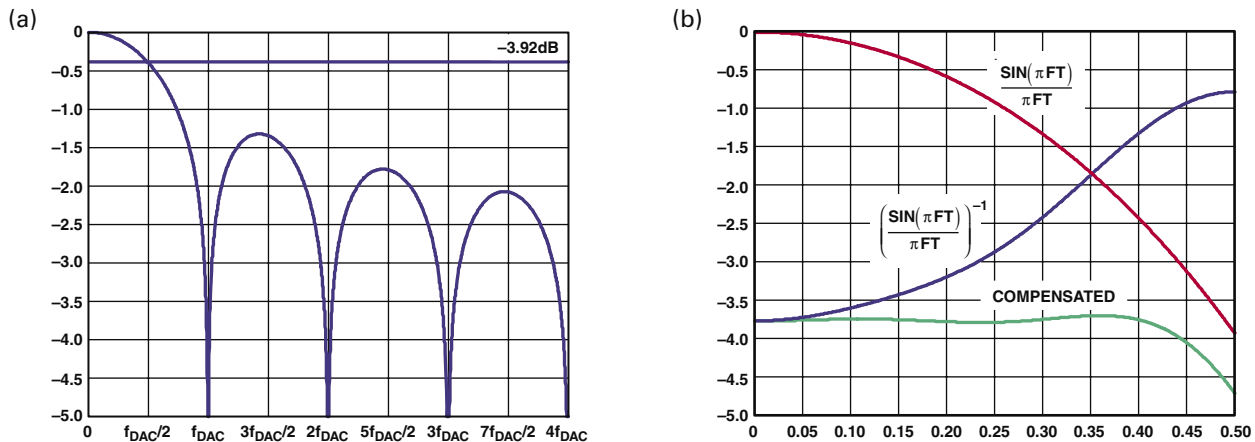 (a)
0
–0.5
–1.0
–1.5
–2.0
–2.5
–3.0
–3.5
–4.0
–4.5
–5.0
–3.92dB
0 fDAC/2 fDAC 3fDAC/2 2fDAC 5fDAC/2 3fDAC 7fDAC/2 4fDAC
(b)
0
–0.5
–1.0
–1.5
–2.0
–2.5
–3.0
–3.5
–4.0
–4.5
–5.0
SIN(πFT)
πFT
(SIN(πFT)
πFT)–1
COMPENSATED
0 0.05 0.10 0.15 0.20 0.25 0.30 0.35 0.40 0.45 0.50